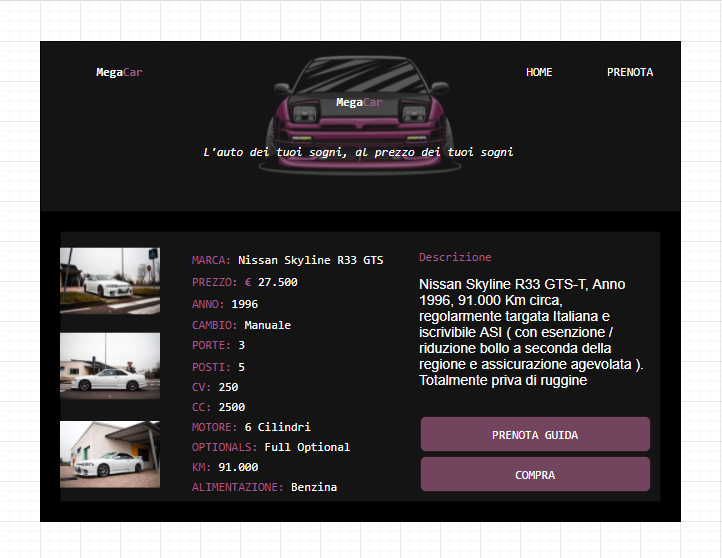 MegaCar
HOME
PRENOTA
MegaCar
L'auto dei tuoi sogni, al prezzo dei tuoi sogni
MARCA: Nissan Skyline R33 GTS
PREZZO: € 27.500
ANNO: 1996
CAMBIO: Manuale
PORTE: 3
POSTI: 5
CV: 250
CC: 2500
MOTORE: 6 Cilindri
OPTIONALS: Full Optional
KM: 91.000
ALIMENTAZIONE: Benzina
Descrizione
Nissan Skyline R33 GTS-T, Anno
1996, 91.000 Km circa,
regolarmente targata Italiana e
iscrivibile ASI ( con esenzione /
riduzione bollo a seconda della
regione e assicurazione agevolata ).
Totalmente priva di ruggine
PRENOTA GUIDA
COMPRA